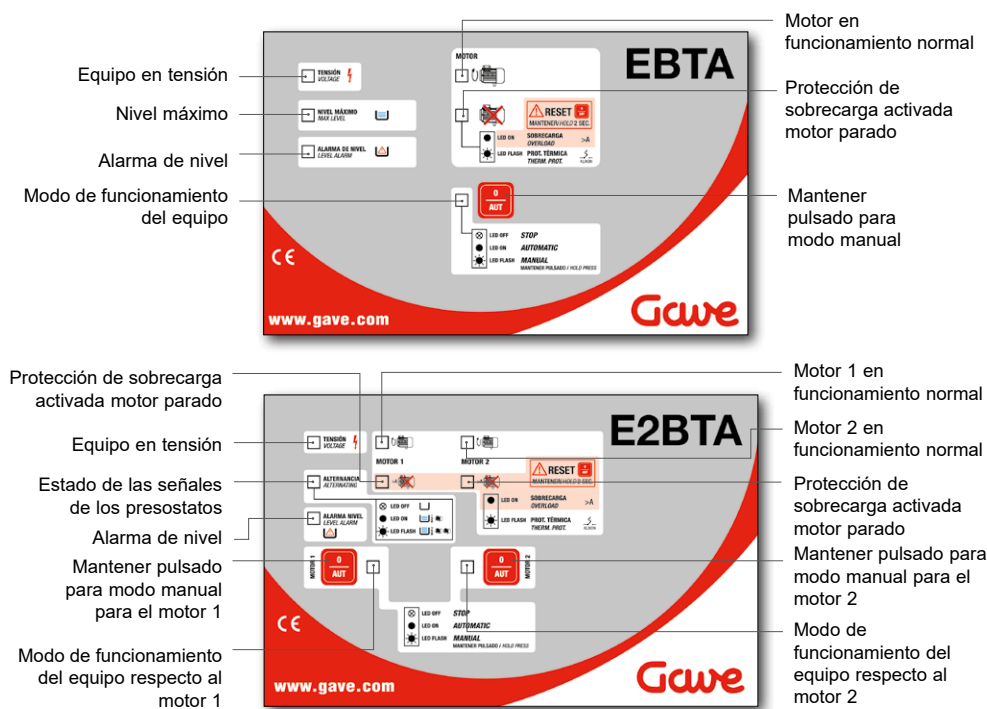 Motor en
funcionamiento normal
EBTA
MOTOR
Equipo en tensión
TENSIÓN
VOLTAGE
Protección de
sobrecarga activada
motor parado
Nivel máximo
NIVEL MÁXIMO
MAX LEVEL
RESET
MANTENER/HOLD 2 SEC.
LED ON SOBRECARGA >A
OVERLOAD
LED FLASH PROT. TÉRMICA
THERM. PROT.
KLIXON
Alarma de nivel
ALARMA DE NIVEL
LEVEL ALARM
Modo de funcionamiento
del equipo
0
AUT
Mantener
pulsado para
modo manual
LED OFF STOP
LED ON AUTOMATIC
LED FLASH MANUAL
MANTENER PULSADO / HOLD PRESS
CE
www.gave.com
Gave
Protección de sobrecarga
activada motor parado
Motor 1 en
funcionamiento normal
E2BTA
Equipo en tensión
TENSIÓN
VOLTAGE
MOTOR 1
MOTOR 2
Motor 2 en
funcionamiento normal
RESET
MANTENER/HOLD 2 SEC.
Estado de las señales
de los presostatos
ALTERNANCIA
ALTERNATING
LED OFF
LED ON
LED FLASH
LED ON SOBRECARGA >A
OVERLOAD
LED FLASH PROT. TÉRMICA
THERM. PROT.
KLIXON
Protección de
sobrecarga activada
motor parado
Alarma de nivel
ALARMA NIVEL
LEVEL ALARM
Mantener pulsado
para modo manual
para el motor 1
MOTOR 1
0
AUT
0
AUT
MOTOR 2
Mantener pulsado para
modo manual para el
motor 2
LED OFF STOP
LED ON AUTOMATIC
LED FLASH MANUAL
MANTENER PULSADO / HOLD PRESS
CE
Modo de funcionamiento
del equipo respecto al
motor 1
Modo de
funcionamiento del
equipo respecto al
motor 2
www.gave.com
Gave